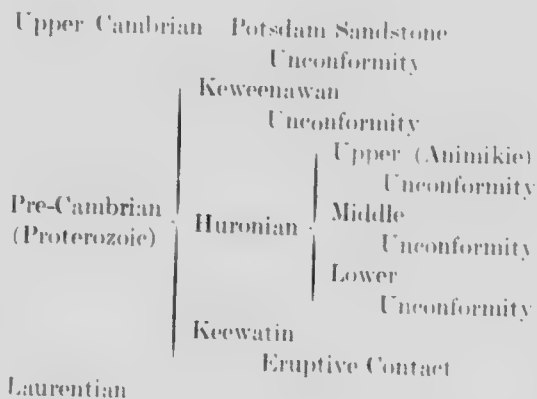 Upper Cambrian Potsdam Sandstone
Unconformity
Keweenawan
Unconformity
Upper (Animikie)
Unconformity
Pre-Cambrian
(Proterozoic)
Huronian
Middle
Unconformity
Lower
Unconformity
Keewatin
Eruptive Contact
Laurentian